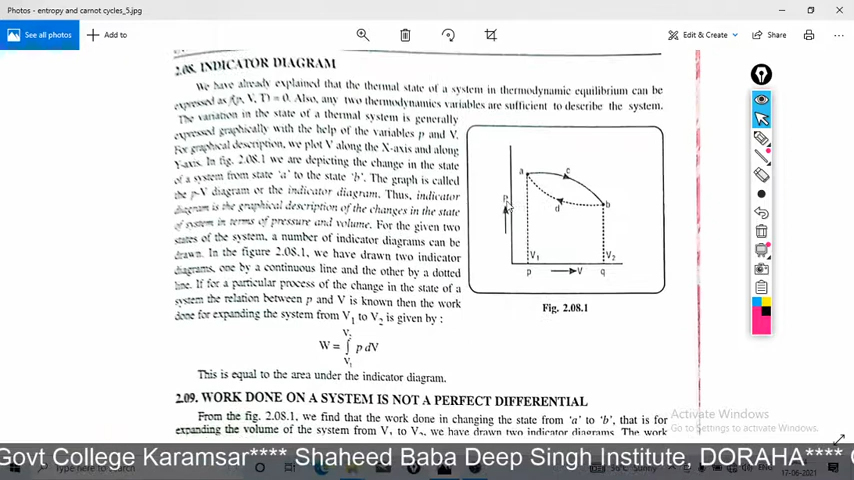 Photos - entropy and carnot cycles_5.jpg
See all photos
Add to
Edit & Create
Share
Print
2.08. INDICATOR DIAGRAM
We have already explained that the thermal state of a system in thermodynamic equilibrium can be
expressed as f(p, V, T) = 0. Also, any two thermodynamics variables are sufficient to describe the system.
The variation in the state of a thermal system is generally
expressed graphically with the help of the variables p and V.
For graphical description, we plot V along the X-axis and along
Y-axis. In fig. 2.08.1 we are depicting the change in the state
of a system from state 'a' to the state 'b'. The graph is called
the p-V diagram or the indicator diagram. Thus, indicator
diagram is the graphical description of the changes in the state
of system in terms of pressure and volume. For the given two
states of the system, a number of indicator diagrams can be
drawn. In the figure 2.08.1, we have drawn two indicator
diagrams, one by a continuous line and the other by a dotted
line. If for a particular process of the change in the state of a
system the relation between p and V is known then the work
done for expanding the system from V₁ to V₂ is given by :
a c
b
d
V₁ V₂
p V q
Fig. 2.08.1
V₂
W = ∫ p dV
V₁
This is equal to the area under the indicator diagram.
2.09. WORK DONE ON A SYSTEM IS NOT A PERFECT DIFFERENTIAL
From the fig. 2.08.1, we find that the work done in changing the state from 'a' to 'b', that is for
expanding the volume of the system from V₁ to V₂, we have drawn two indicator diagrams. The work
Activate Windows
Go to Settings to activate Windows.
Govt College Karamsar**** Shaheed Baba Deep Singh Institute, DORAHA****
Type here to search
Sunny
17-06-2021